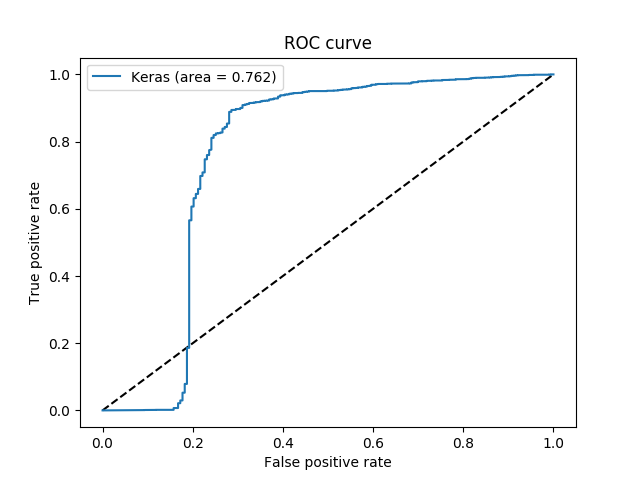 ROC curve
Keras (area = 0.762)
True positive rate
1.0
0.8
0.6
0.4
0.2
0.0
0.0 0.2 0.4 0.6 0.8 1.0
False positive rate